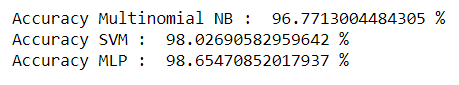 Accuracy Multinomial NB :  96.7713004484305 %
Accuracy SVM :  98.02690582959642 %
Accuracy MLP :  98.65470852017937 %